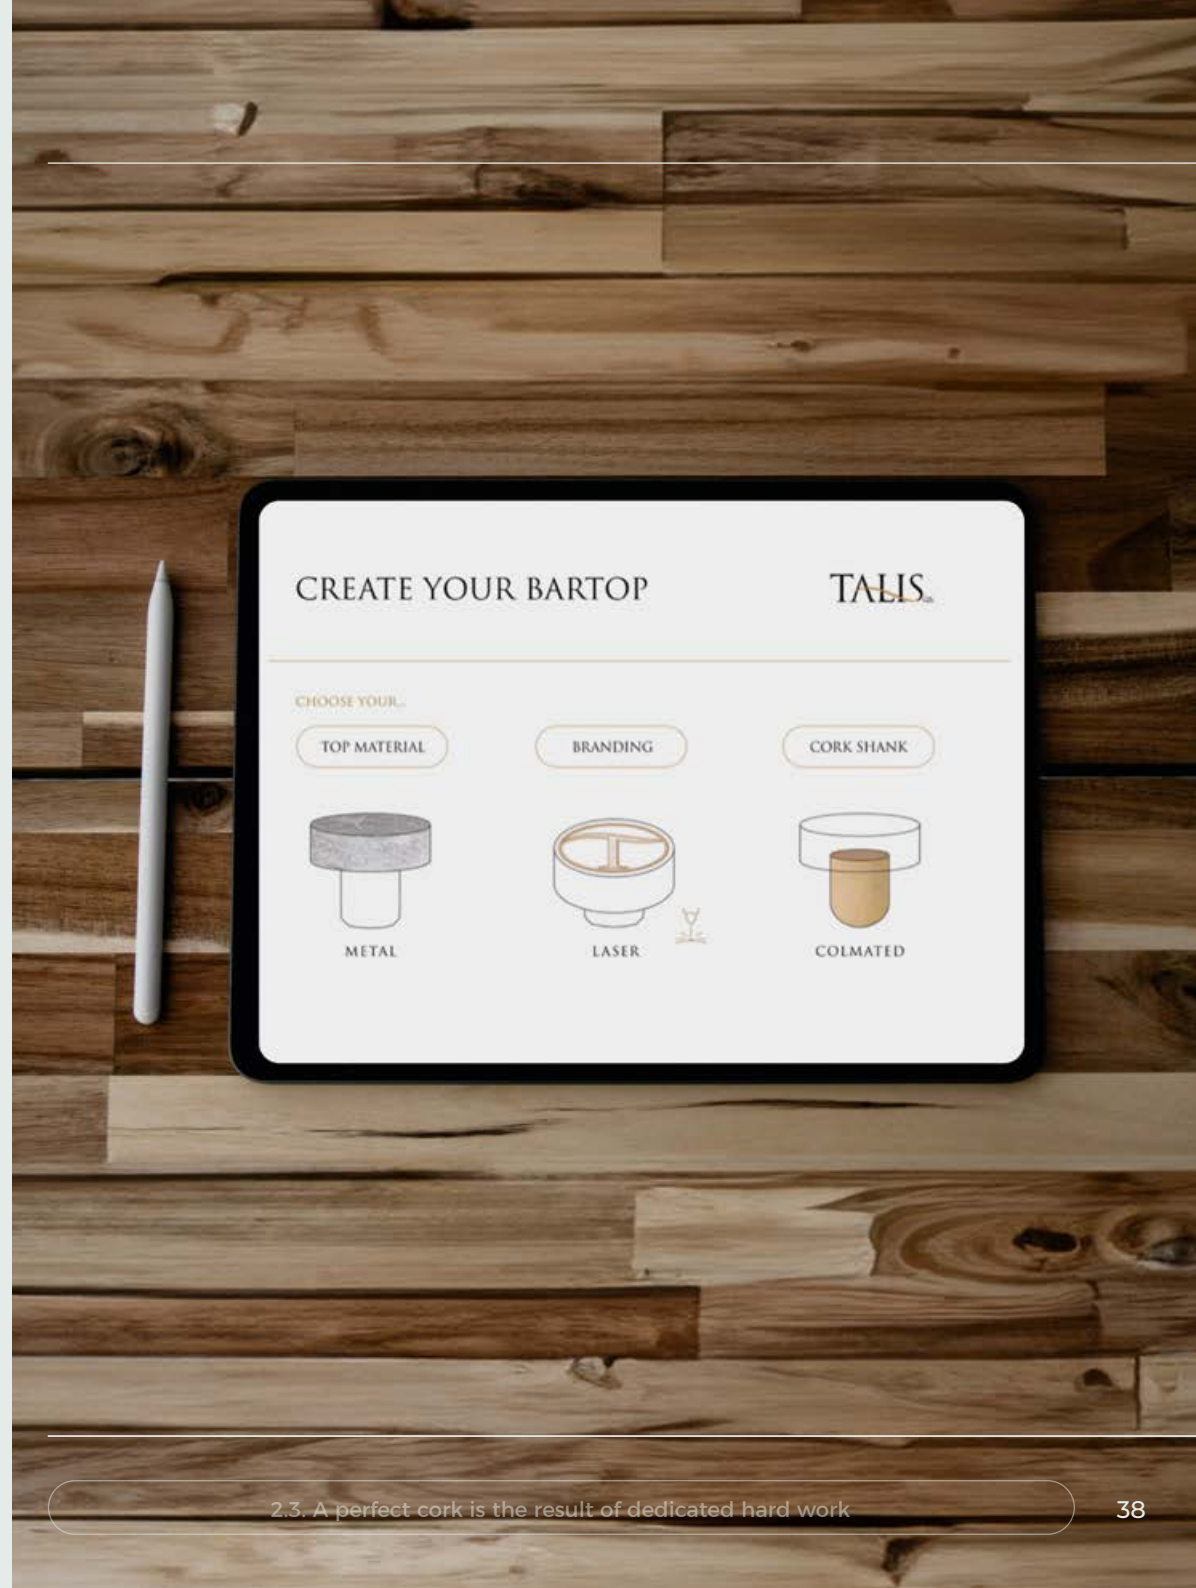 CREATE YOUR BARTOP
TALIS
CHOOSE YOUR...
TOP MATERIAL
BRANDING
CORK SHANK
METAL
LASER
COLMATED
2.3. A perfect cork is the result of dedicated hard work
38